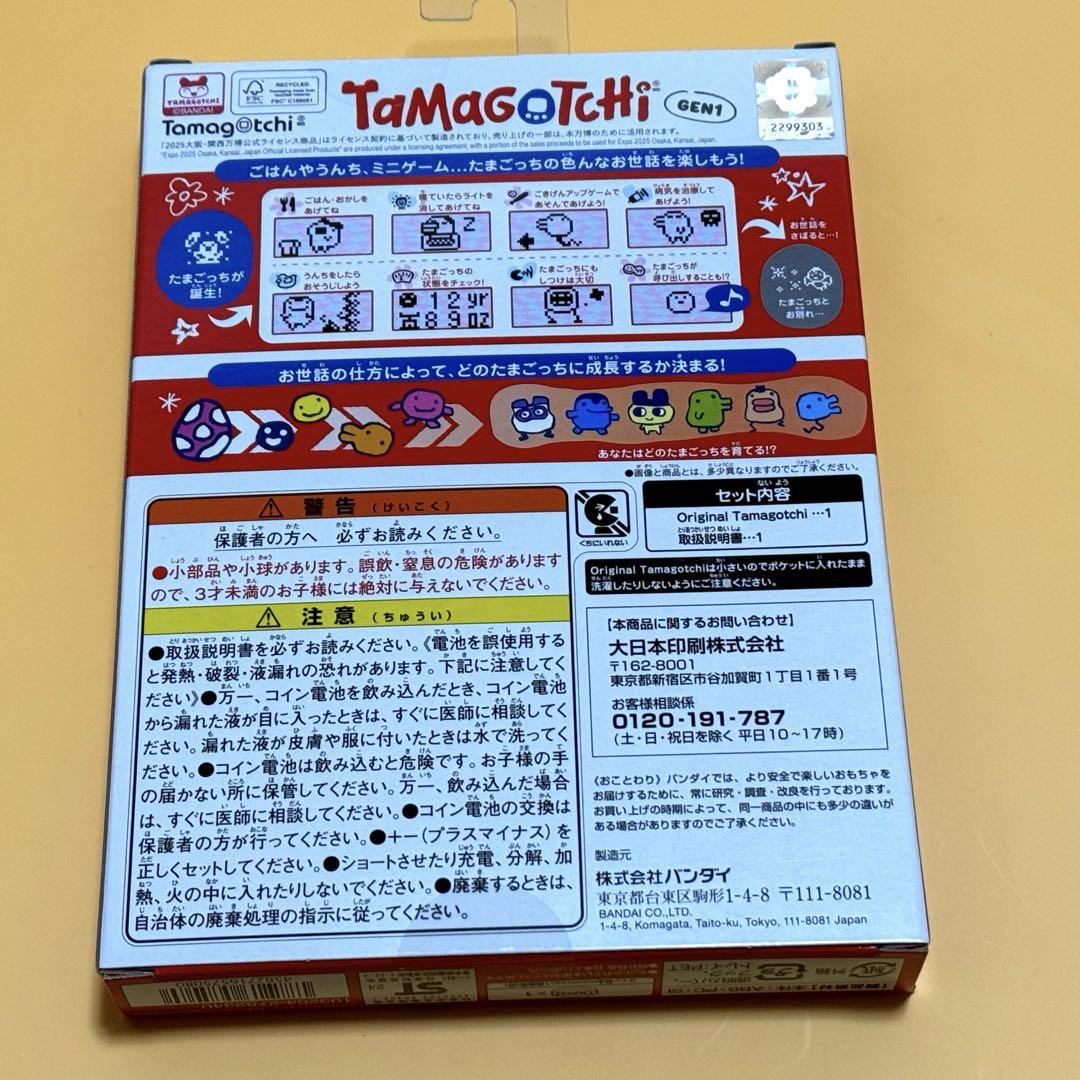 TAMAGOTCHI
©BANDAI
FSC
RECYCLED
Packaging made from recycled material
FSC® C168051
TaMaGoTCHi
GEN1
2299303
Tamagotchi
「2025大阪・関西万博公式ライセンス商品」はライセンス契約に基づいて製造されており、売り上げの一部は、本万博のために活用されます。
"Expo 2025 Osaka, Kansai, Japan Official Licensed Products" are produced under a licensing agreement, with a portion of the sales proceeds to be used for Expo 2025 Osaka, Kansai, Japan.
ごはんやうんち、ミニゲーム…たまごっちの色んなお世話を楽しもう!
たまごっちが
誕生!
ごはん・おかしを
あげてね
寝ていたらライトを
消してあげてね
Z
ごきげんアップゲームで
あそんであげよう!
病気を治療して
あげよう!
お世話を
さぼると…!
うんちをしたら
おそうじしよう
たまごっちの
状態をチェック!
12yr
89oz
たまごっちにも
しつけは大切
たまごっちが
呼び出しすることも!?
たまごっちと
お別れ…
お世話の仕方によって、どのたまごっちに成長するか決まる!
あなたはどのたまごっちを育てる!?
●画像と商品とは、多少異なりますのでご了承ください。
警告(けいこく)
保護者の方へ 必ずお読みください。
●小部品や小球があります。誤飲・窒息の危険があります
ので、3才未満のお子様には絶対に与えないでください。
注意(ちゅうい)
●取扱説明書を必ずお読みください。《電池を誤使用する
と発熱・破裂・液漏れの恐れがあります。下記に注意してく
ださい》●万一、コイン電池を飲み込んだとき、コイン電池
から漏れた液が目に入ったときは、すぐに医師に相談してく
ださい。漏れた液が皮膚や服に付いたときは水で洗ってく
ださい。●コイン電池は飲み込むと危険です。お子様の手
の届かない所に保管してください。万一、飲み込んだ場合
は、すぐに医師に相談してください。●コイン電池の交換は
保護者の方が行ってください。●+−(プラスマイナス)を
正しくセットしてください。●ショートさせたり充電、分解、加
熱、火の中に入れたりしないでください。●廃棄するときは、
自治体の廃棄処理の指示に従ってください。
くちにいれない
セット内容
Original Tamagotchi …1
取扱説明書…1
Original Tamagotchiは小さいのでポケットに入れたまま
洗濯したりしないようにご注意ください。
【本商品に関するお問い合わせ】
大日本印刷株式会社
〒162-8001
東京都新宿区市谷加賀町1丁目1番1号
お客様相談係
0120-191-787
(土・日・祝日を除く 平日10~17時)
《おことわり》バンダイでは、より安全で楽しいおもちゃを
お届けするために、常に研究・調査・改良を行っております。
お買い上げの時期によって、同一商品の中にも多少の違いが
ある場合がありますのでご了承ください。
製造元
株式会社バンダイ
東京都台東区駒形1-4-8 〒111-8081
BANDAI CO.,LTD.
1-4-8, Komagata, Taito-ku, Tokyo, 111-8081 Japan
ST